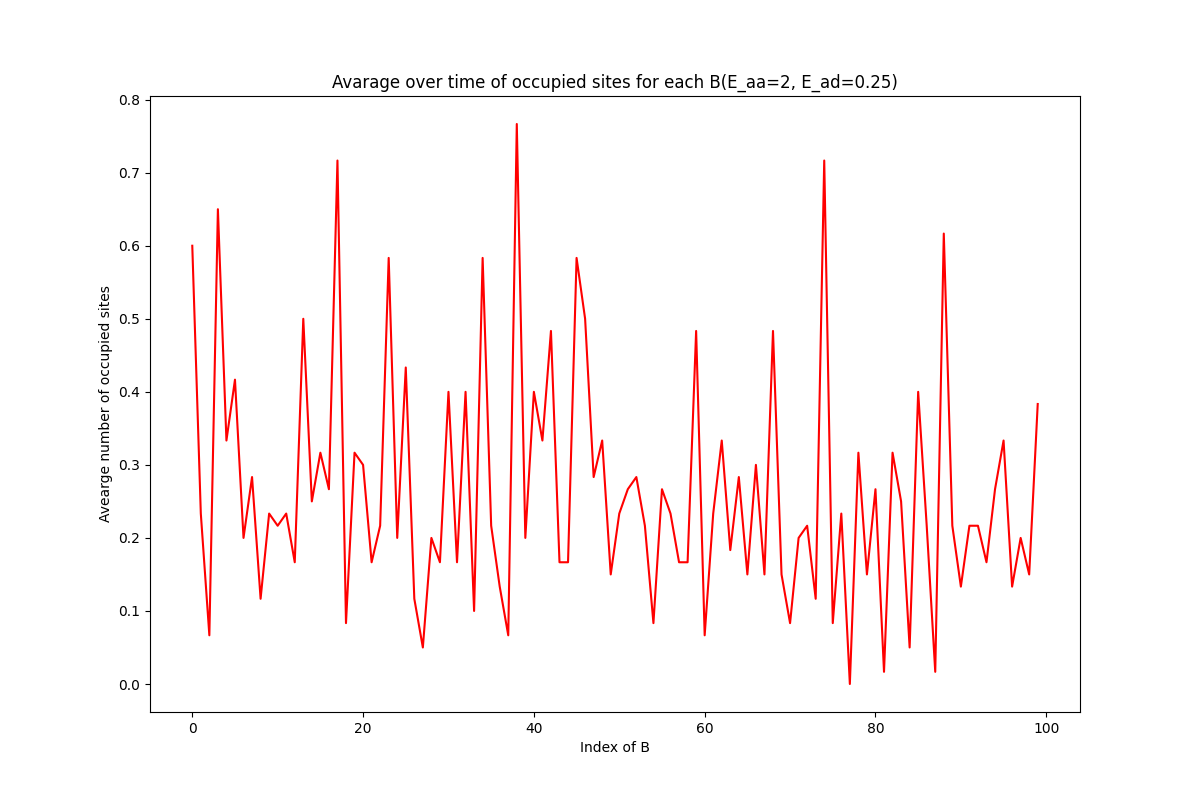 Avarage over time of occupied sites for each B(E_aa=2, E_ad=0.25)
Avearge number of occupied sites
0.8
0.7
0.6
0.5
0.4
0.3
0.2
0.1
0.0
0 20 40 60 80 100
Index of B